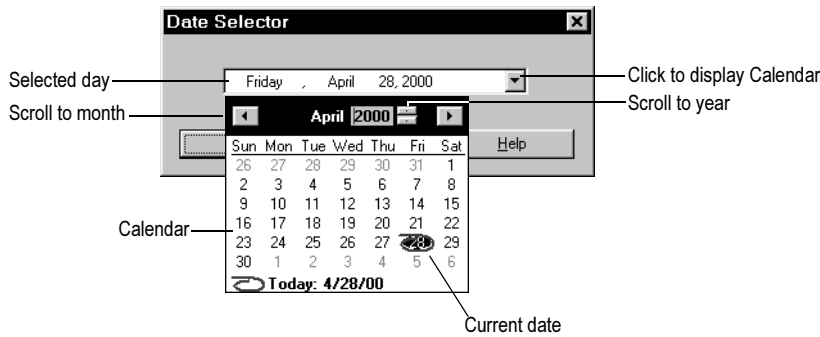 Date Selector
Selected day
Friday , April 28, 2000
Click to display Calendar
Scroll to month
April 2000
Scroll to year
Help
Sun Mon Tue Wed Thu Fri Sat
26 27 28 29 30 31 1
2 3 4 5 6 7 8
9 10 11 12 13 14 15
16 17 18 19 20 21 22
Calendar
23 24 25 26 27 28 29
30 1 2 3 4 5 6
Today: 4/28/00
Current date